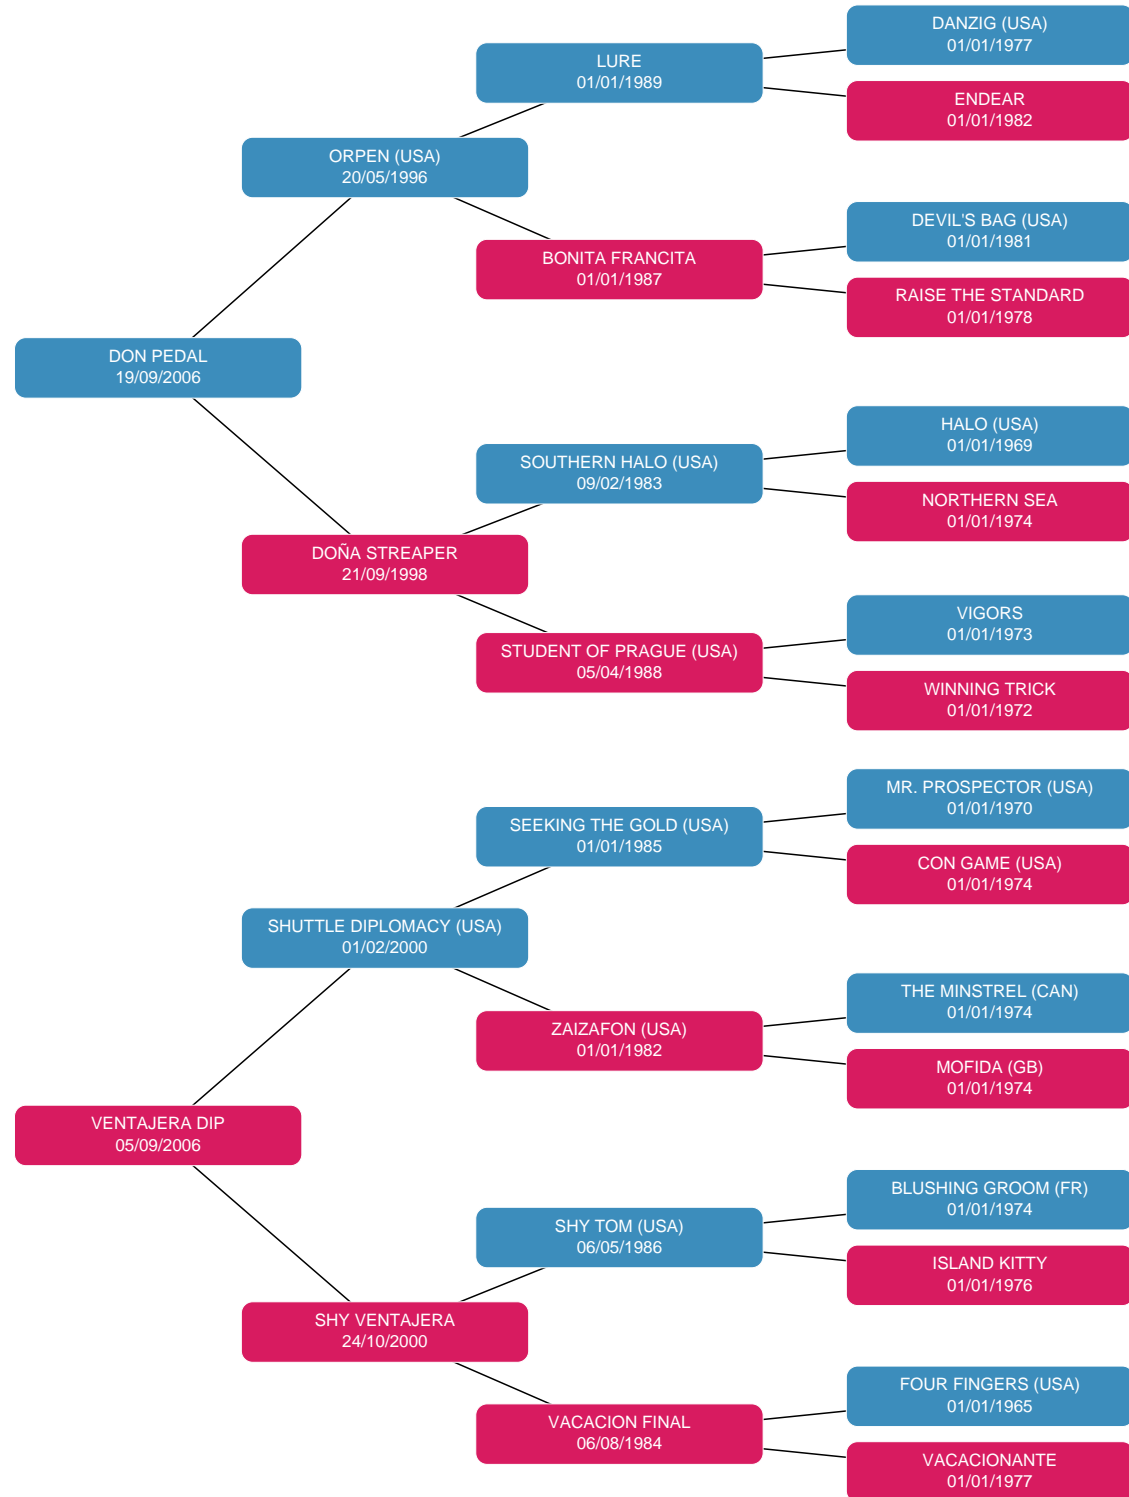 DANZIG (USA)
01/01/1977
LURE
01/01/1989
ENDEAR
01/01/1982
ORPEN (USA)
20/05/1996
DEVIL'S BAG (USA)
01/01/1981
BONITA FRANCITA
01/01/1987
RAISE THE STANDARD
01/01/1978
DON PEDAL
19/09/2006
HALO (USA)
01/01/1969
SOUTHERN HALO (USA)
09/02/1983
NORTHERN SEA
01/01/1974
DOÑA STREAPER
21/09/1998
VIGORS
01/01/1973
STUDENT OF PRAGUE (USA)
05/04/1988
WINNING TRICK
01/01/1972
MR. PROSPECTOR (USA)
01/01/1970
SEEKING THE GOLD (USA)
01/01/1985
CON GAME (USA)
01/01/1974
SHUTTLE DIPLOMACY (USA)
01/02/2000
THE MINSTREL (CAN)
01/01/1974
ZAIZAFON (USA)
01/01/1982
MOFIDA (GB)
01/01/1974
VENTAJERA DIP
05/09/2006
BLUSHING GROOM (FR)
01/01/1974
SHY TOM (USA)
06/05/1986
ISLAND KITTY
01/01/1976
SHY VENTAJERA
24/10/2000
FOUR FINGERS (USA)
01/01/1965
VACACION FINAL
06/08/1984
VACACIONANTE
01/01/1977